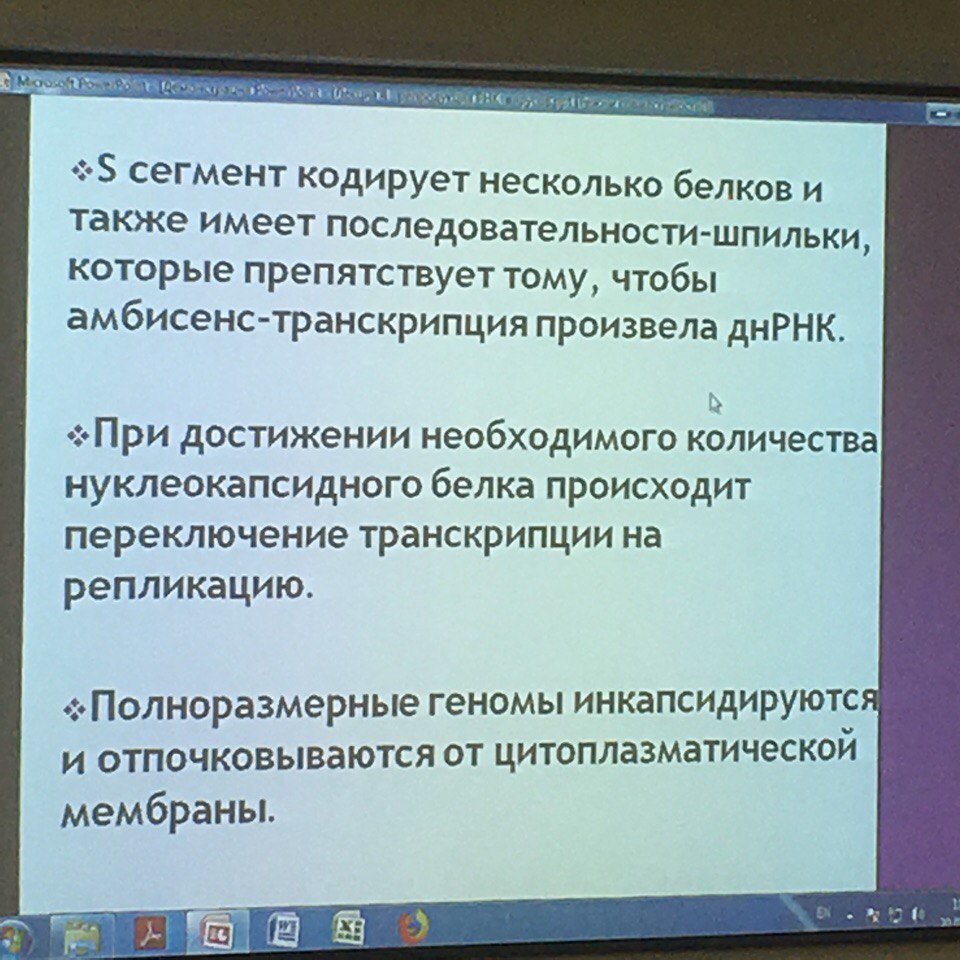 Microsoft PowerPoint
❖S сегмент кодирует несколько белков и
также имеет последовательности-шпильки,
которые препятствует тому, чтобы
амбисенс-транскрипция произвела днРНК.
❖При достижении необходимого количества
нуклеокапсидного белка происходит
переключение транскрипции на
репликацию.
❖Полноразмерные геномы инкапсидируются
и отпочковываются от цитоплазматической
мембраны.
EN